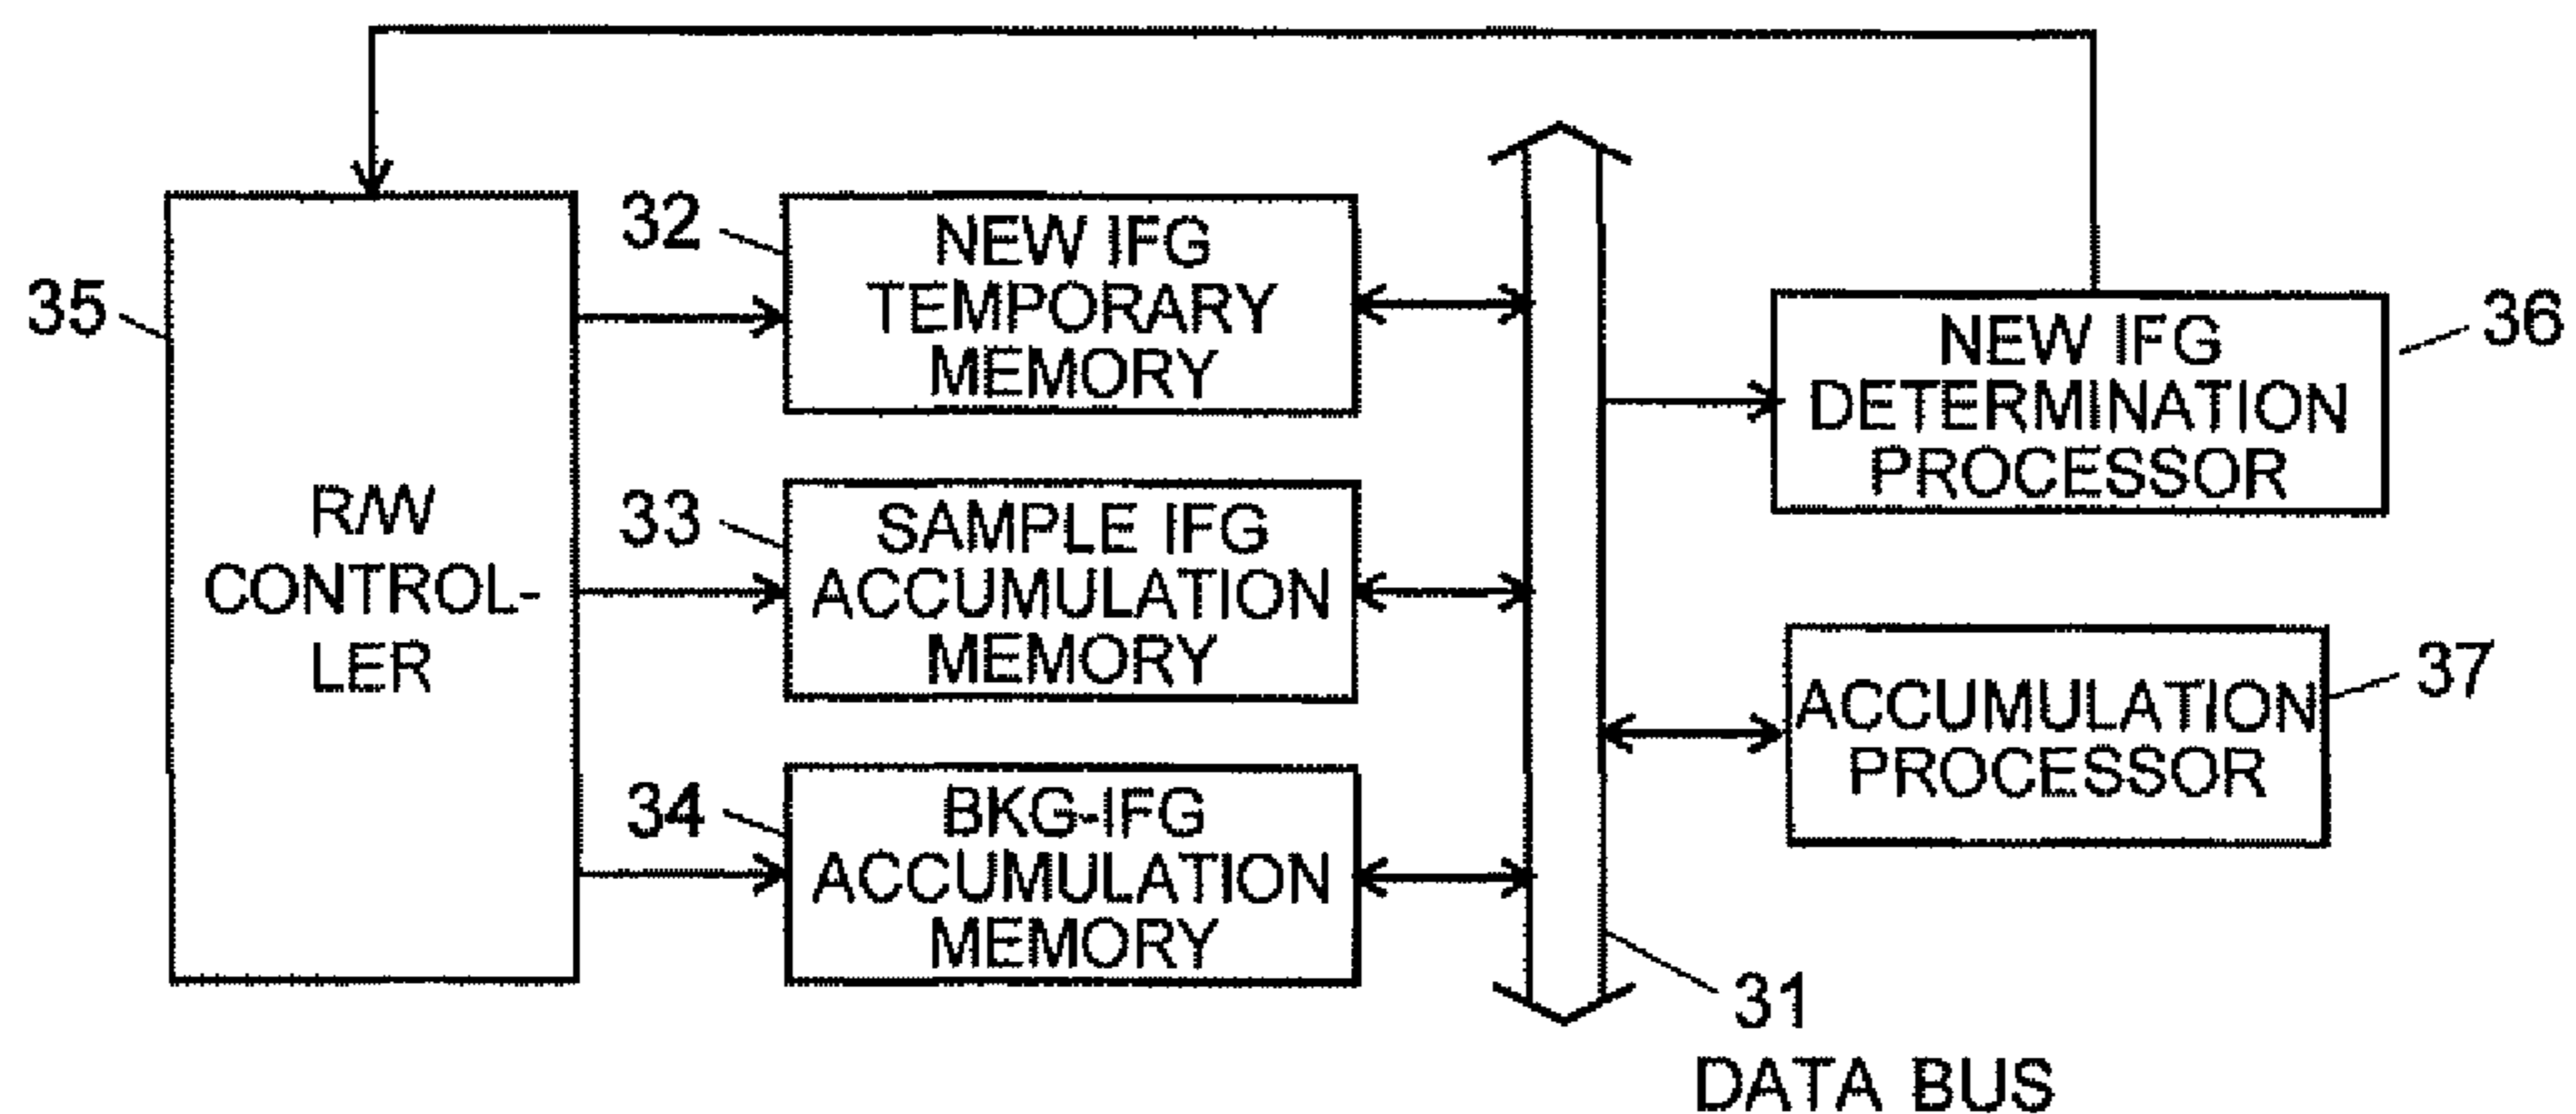 35
R/W
CONTROL-
LER
32
NEW IFG
TEMPORARY
MEMORY
33
SAMPLE IFG
ACCUMULATION
MEMORY
34
BKG-IFG
ACCUMULATION
MEMORY
NEW IFG
DETERMINATION
PROCESSOR
36
ACCUMULATION
PROCESSOR
37
31
DATA BUS